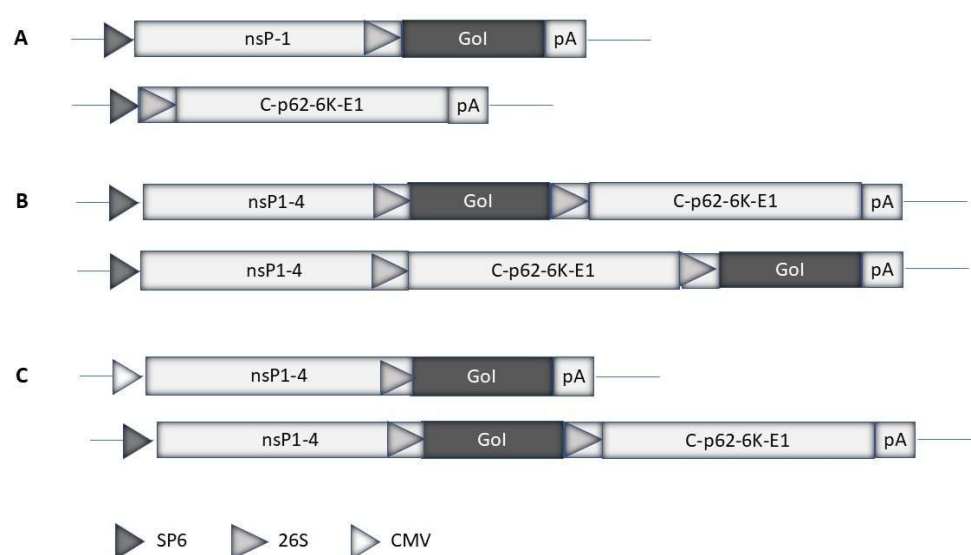 A nsP-1 GoI pA
C-p62-6K-E1 pA
B nsP1-4 GoI C-p62-6K-E1 pA
nsP1-4 C-p62-6K-E1 GoI pA
C nsP1-4 GoI pA
nsP1-4 GoI C-p62-6K-E1 pA
SP6 26S CMV